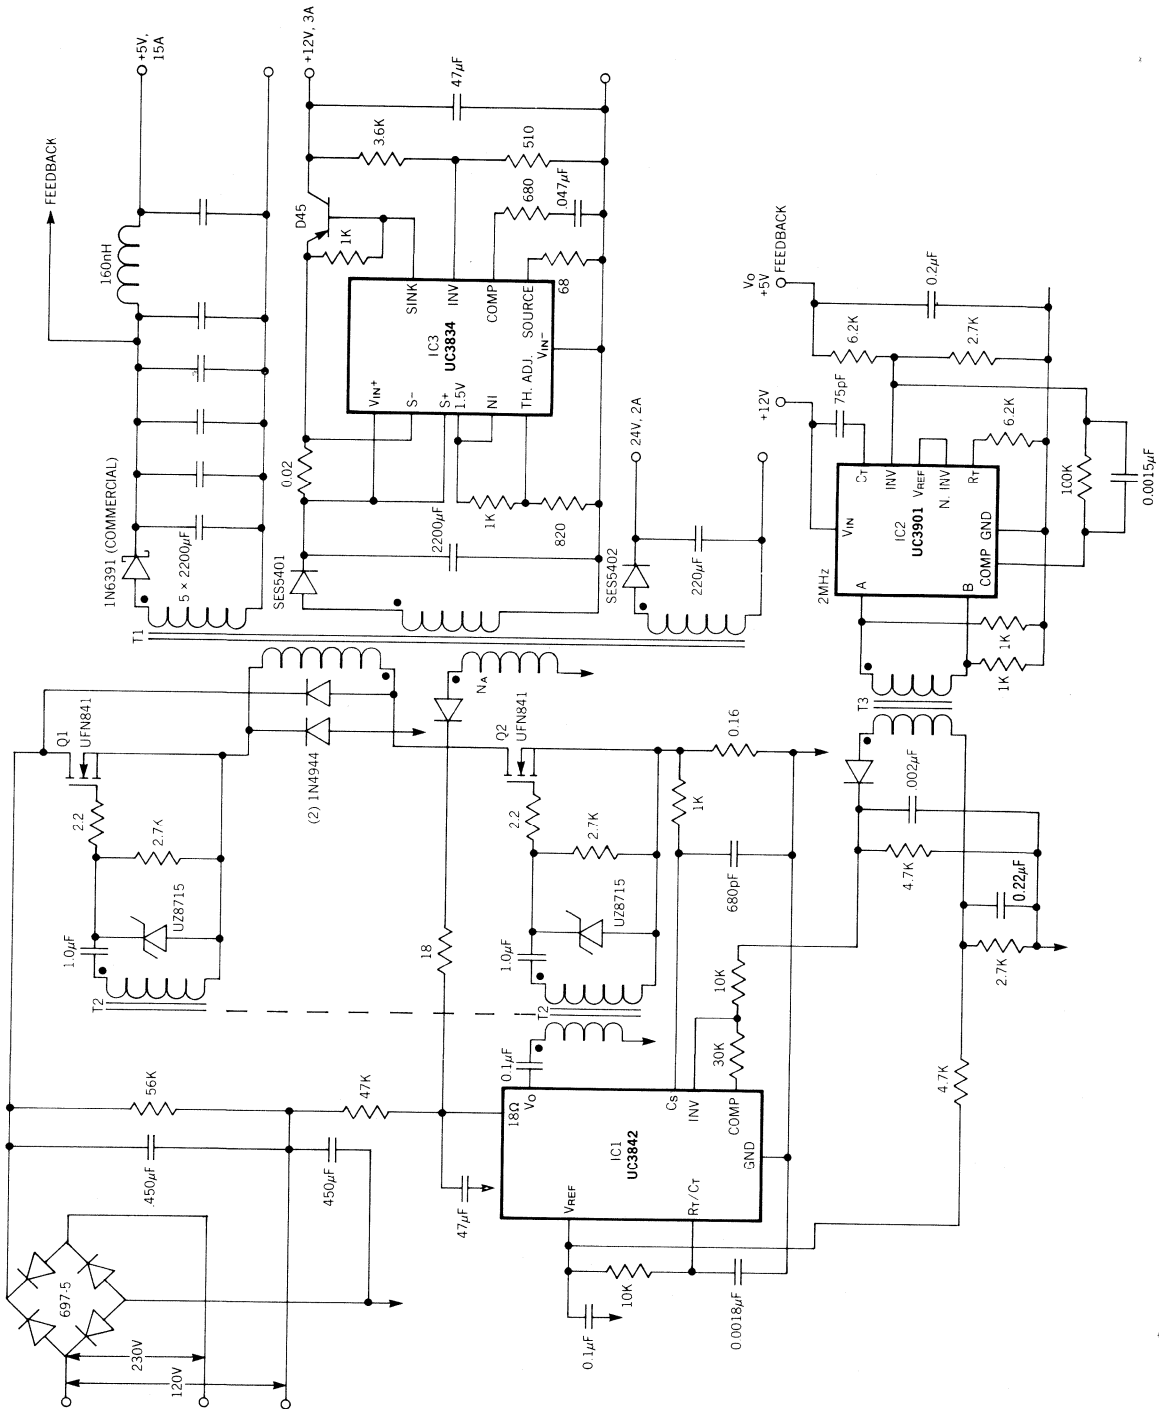 FEEDBACK
+5V,
15A
160nH
1N6391 (COMMERCIAL)
5 × 2200µF
T1
+12V, 3A
47µF
3.6K
510
680
.047µF
D45
1K
68
SINK
INV
COMP
SOURCE
IC3
UC3834
VIN-
VIN+
S-
S+
1.5V
NI
TH. ADJ.
0.02
2200µF
1K
820
SES5401
24V, 2A
SES5402
220µF
Q1
UFN841
2.2
2.7K
UZ8715
1.0µF
T2
(2) 1N4944
NA
Q2
UFN841
2.2
2.7K
UZ8715
1.0µF
T2
0.16
1K
680pF
18
0.1µF
56K
47K
.450µF
450µF
47µF
697-5
230V
120V
18Ω
VO
CS
INV
COMP
GND
IC1
UC3842
VREF
RT/CT
10K
30K
10K
0.1µF
0.0018µF
4.7K
2.7K
0.22µF
4.7K
.002µF
T3
1K
1K
2MHz
VIN
A
B
IC2
UC3901
COMP
GND
CT
INV
VREF
N. INV
RT
+12V
75pF
VO
+5V
FEEDBACK
6.2K
2.7K
0.2µF
6.2K
100K
0.0015µF